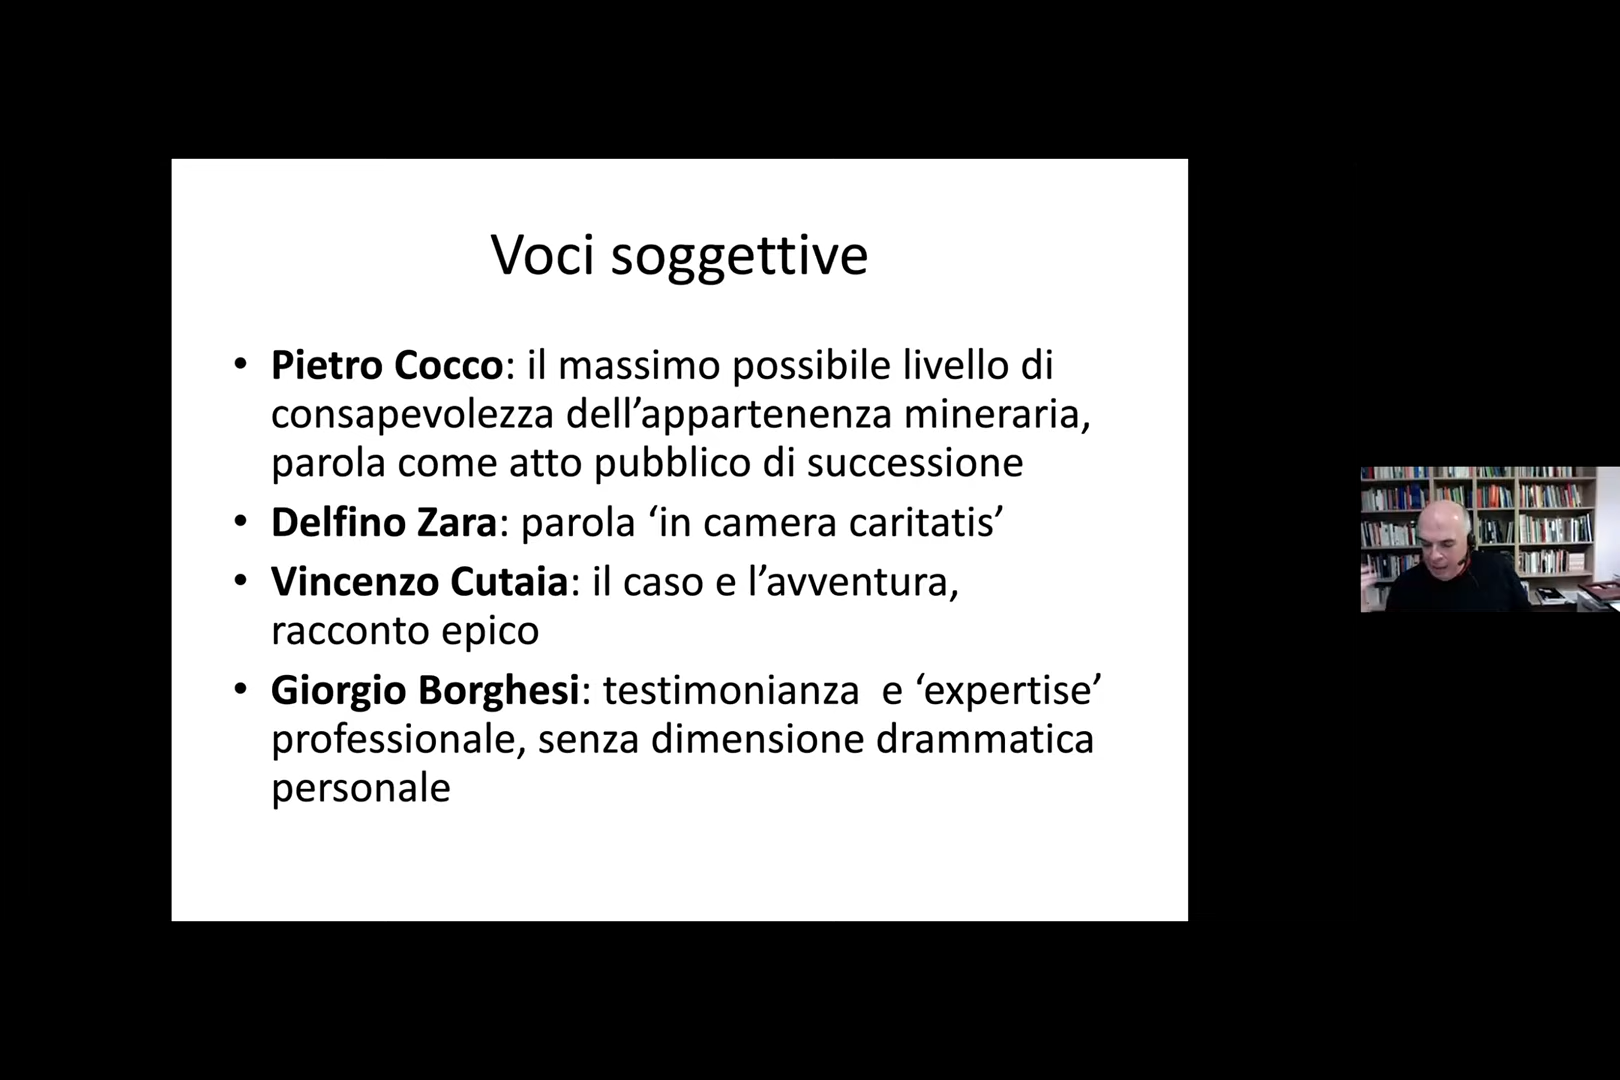 Voci soggettive
• Pietro Cocco: il massimo possibile livello di
consapevolezza dell’appartenenza mineraria,
parola come atto pubblico di successione
• Delfino Zara: parola ‘in camera caritatis’
• Vincenzo Cutaia: il caso e l’avventura,
racconto epico
• Giorgio Borghesi: testimonianza  e ‘expertise’
professionale, senza dimensione drammatica
personale